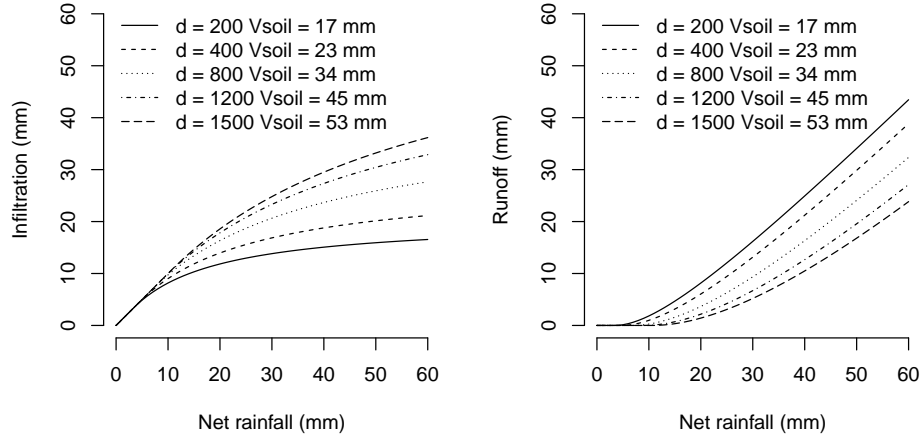 d = 200 Vsoil = 17 mm
d = 400 Vsoil = 23 mm
d = 800 Vsoil = 34 mm
d = 1200 Vsoil = 45 mm
d = 1500 Vsoil = 53 mm
Infiltration (mm)
60
50
40
30
20
10
0
0 10 20 30 40 50 60
Net rainfall (mm)
d = 200 Vsoil = 17 mm
d = 400 Vsoil = 23 mm
d = 800 Vsoil = 34 mm
d = 1200 Vsoil = 45 mm
d = 1500 Vsoil = 53 mm
Runoff (mm)
60
50
40
30
20
10
0
0 10 20 30 40 50 60
Net rainfall (mm)